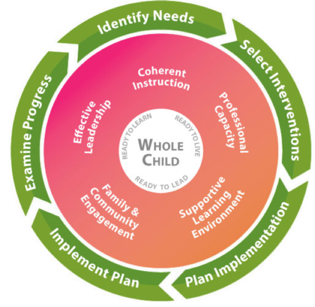 Identify Needs
Select Interventions
Plan Implementation
Implement Plan
Examine Progress
Coherent
Instruction
Professional
Capacity
Supportive
Learning
Environment
Family &
Community
Engagement
Effective
Leadership
READY TO LEARN
READY TO LIVE
READY TO LEAD
WHOLE
CHILD